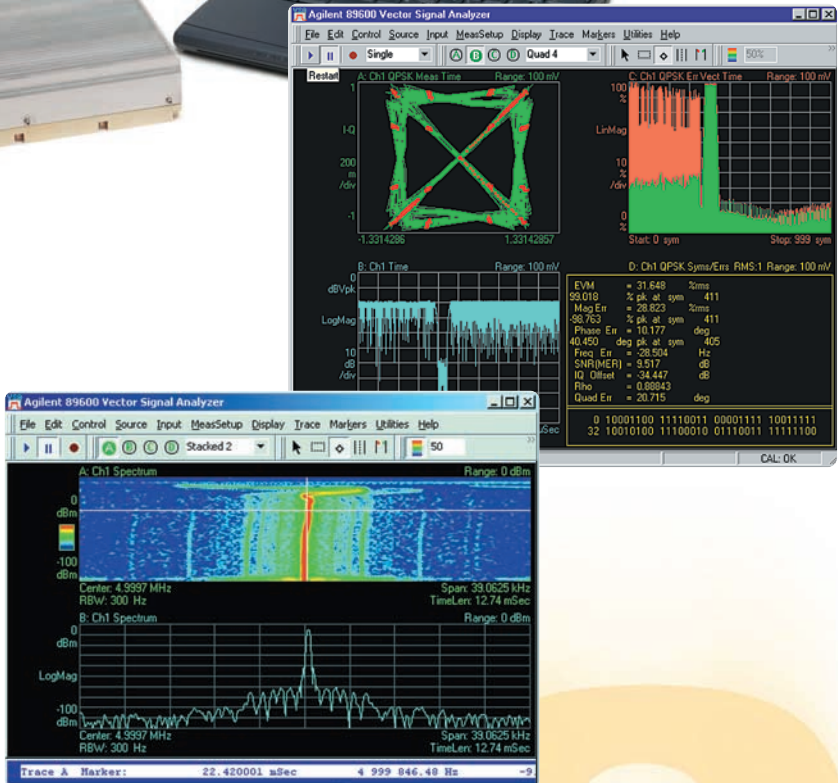 Agilent 89600 Vector Signal Analyzer
File Edit Control Source Input MeasSetup Display Trace Markers Utilities Help
Single A B C D Quad 4 50%
Restart
A: Ch1 QPSK Meas Time Range: 100 mV
1
I-Q
200
m
/div
-1
-1.3314286 1.33142857
C: Ch1 QPSK Err Vect Time Range: 100 mV
100
%
LinMag
10
%
/div
0
%
Start: 0 sym Stop: 999 sym
B: Ch1 Time Range: 100 mV
0
dBVpk
LogMag
10
dB
/div
D: Ch1 QPSK Syms/Errs RMS:1 Range: 100 mV
EVM = 31.648 %rms
99.018 % pk at sym 411
Mag Err = 28.823 %rms
-98.763 % pk at sym 411
Phase Err = 10.177 deg
40.450 deg pk at sym 405
Freq Err = -28.504 Hz
SNR(MER) = 9.517 dB
IQ Offset = -34.447 dB
Rho = 0.88843
Quad Err = 20.715 deg
0 10001100 11110011 00001111 10011111
32 10010100 11100010 01110011 11111100
CAL: OK
Agilent 89600 Vector Signal Analyzer
File Edit Control Source Input MeasSetup Display Trace Markers Utilities Help
A B C D Stacked 2 50
A: Ch1 Spectrum Range: 0 dBm
0
dBm
-100
dBm
Center: 4.9997 MHz Span: 39.0625 kHz
RBW: 300 Hz TimeLen: 12.74 mSec
B: Ch1 Spectrum Range: 0 dBm
0
dBm
LogMag
-100
dBm
Center: 4.9997 MHz Span: 39.0625 kHz
RBW: 300 Hz TimeLen: 12.74 mSec
Trace A Marker: 22.420001 mSec 4 999 846.48 Hz -9